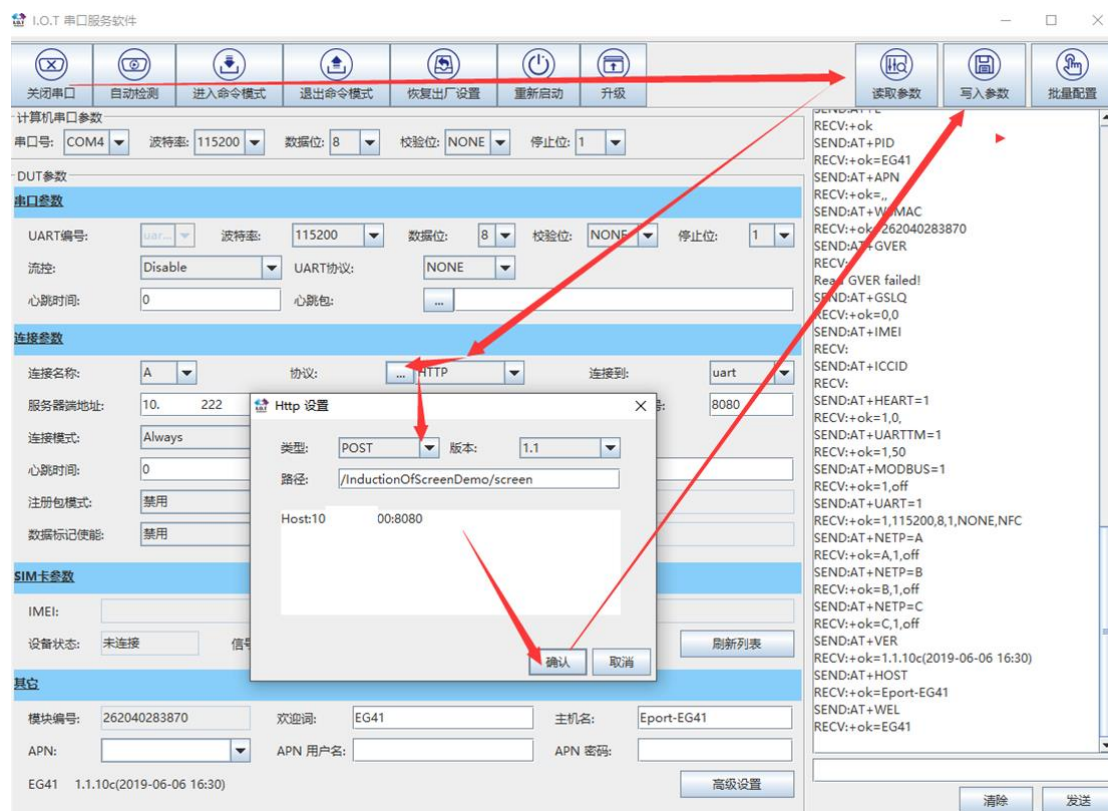 I.O.T 串口服务软件
关闭串口 自动检测 进入命令模式 退出命令模式 恢复出厂设置 重新启动 升级 读取参数 写入参数 批量配置
计算机串口参数
串口号: COM4 波特率: 115200 数据位: 8 校验位: NONE 停止位: 1
DUT参数
串口参数
UART编号: uar... 波特率: 115200 数据位: 8 校验位: NONE 停止位: 1
流控: Disable UART协议: NONE
心跳时间: 0 心跳包: ...
连接参数
连接名称: A 协议: ... HTTP 连接到: uart
服务器端地址: 10. 222 号: 8080
连接模式: Always
心跳时间: 0
注册包模式: 禁用
数据标记使能: 禁用
Http 设置
类型: POST 版本: 1.1
路径: /InductionOfScreenDemo/screen
Host:10 00:8080
确认 取消
SIM卡参数
IMEI:
设备状态: 未连接 刷新列表
其它
模块编号: 262040283870 欢迎词: EG41 主机名: Eport-EG41
APN: APN 用户名: APN 密码:
EG41 1.1.10c(2019-06-06 16:30) 高级设置
RECV:+ok
SEND:AT+PID
RECV:+ok=EG41
SEND:AT+APN
RECV:+ok=,,
RECV:+ok=262040283870
SEND:AT+GVER
RECV:
Read GVER failed!
SEND:AT+GSLQ
RECV:+ok=0,0
SEND:AT+IMEI
RECV:
SEND:AT+ICCID
RECV:
SEND:AT+HEART=1
RECV:+ok=1,0,
SEND:AT+UARTTM=1
RECV:+ok=1,50
SEND:AT+MODBUS=1
RECV:+ok=1,off
SEND:AT+UART=1
RECV:+ok=1,115200,8,1,NONE,NFC
SEND:AT+NETP=A
RECV:+ok=A,1,off
SEND:AT+NETP=B
RECV:+ok=B,1,off
SEND:AT+NETP=C
RECV:+ok=C,1,off
SEND:AT+VER
RECV:+ok=1.1.10c(2019-06-06 16:30)
SEND:AT+HOST
RECV:+ok=Eport-EG41
SEND:AT+WEL
RECV:+ok=EG41
清除 发送